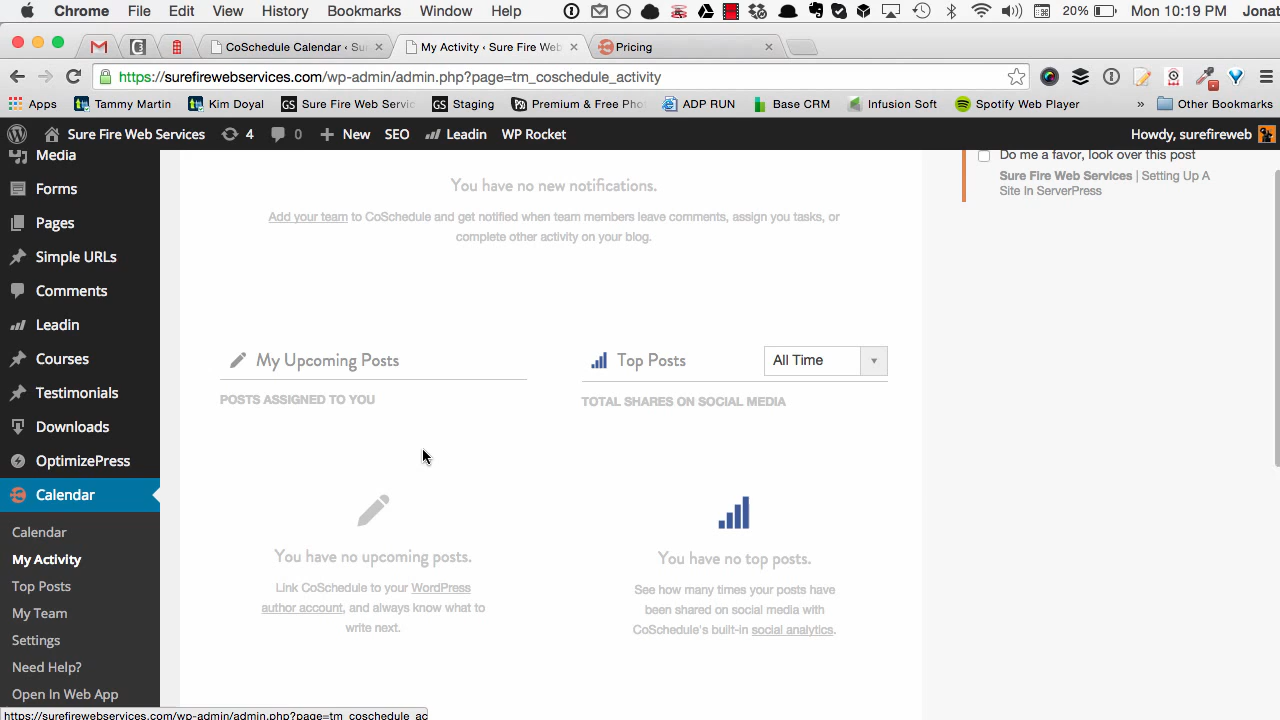 Chrome File Edit View History Bookmarks Window Help 20% Mon 10:19 PM Jonat
CoSchedule Calendar ‹ Su
My Activity ‹ Sure Fire Web
Pricing
https://surefirewebservices.com/wp-admin/admin.php?page=tm_coschedule_activity
Apps Tammy Martin Kim Doyal Sure Fire Web Servic Staging Premium & Free Pho ADP RUN Base CRM Infusion Soft Spotify Web Player » Other Bookmarks
Sure Fire Web Services 4 0 New SEO Leadin WP Rocket Howdy, surefireweb
Media
Forms
Pages
Simple URLs
Comments
Leadin
Courses
Testimonials
Downloads
OptimizePress
Calendar
Calendar
My Activity
Top Posts
My Team
Settings
Need Help?
Open In Web App
You have no new notifications.
Add your team to CoSchedule and get notified when team members leave comments, assign you tasks, or
complete other activity on your blog.
My Upcoming Posts
POSTS ASSIGNED TO YOU
You have no upcoming posts.
Link CoSchedule to your WordPress
author account, and always know what to
write next.
Top Posts
All Time
TOTAL SHARES ON SOCIAL MEDIA
You have no top posts.
See how many times your posts have
been shared on social media with
CoSchedule's built-in social analytics.
Do me a favor, look over this post
Sure Fire Web Services | Setting Up A
Site In ServerPress
https://surefirewebservices.com/wp-admin/admin.php?page=tm_coschedule_ac